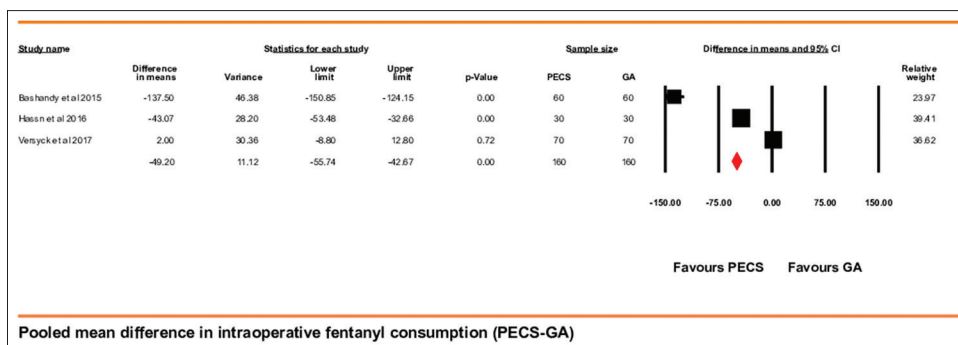 Study name Statistics for each study Sample size Difference in means and 95% CI
Difference in means Variance Lower limit Upper limit p-Value PECS GA Relative weight
Bashandy et al 2015 -137.50 46.38 -150.85 -124.15 0.00 60 60 23.97
Hassn et al 2016 -43.07 28.20 -53.48 -32.66 0.00 30 30 39.41
Versyck et al 2017 2.00 30.36 -8.80 12.80 0.72 70 70 36.62
-49.20 11.12 -55.74 -42.67 0.00 160 160
-150.00 -75.00 0.00 75.00 150.00
Favours PECS Favours GA
Pooled mean difference in intraoperative fentanyl consumption (PECS-GA)